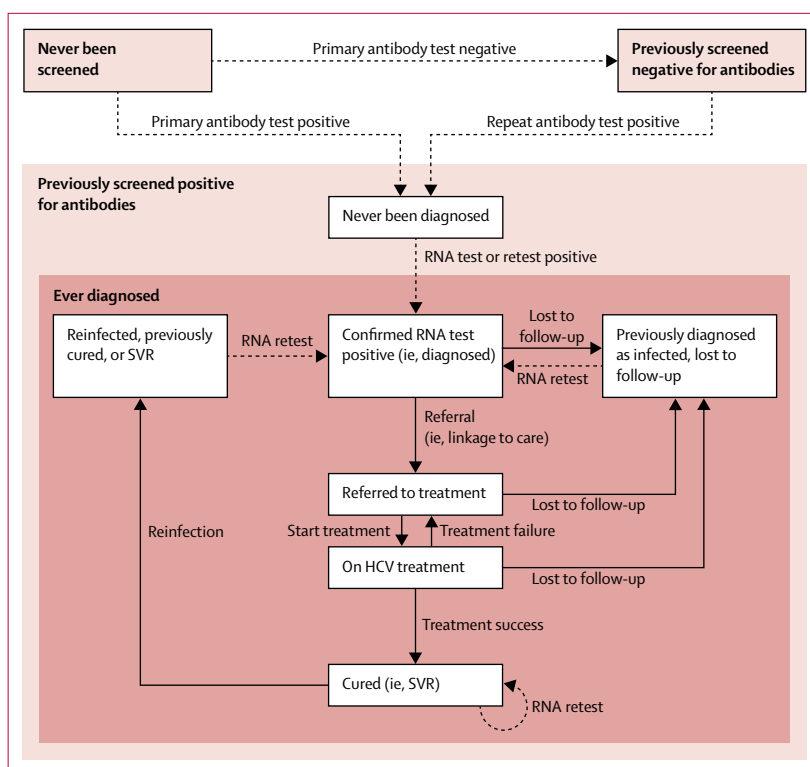 Never been
screened
Primary antibody test negative
Previously screened
negative for antibodies
Primary antibody test positive
Repeat antibody test positive
Previously screened positive
for antibodies
Never been diagnosed
RNA test or retest positive
Ever diagnosed
Reinfected, previously
cured, or SVR
RNA retest
Confirmed RNA test
positive (ie, diagnosed)
Lost to
follow-up
RNA retest
Previously diagnosed
as infected, lost to
follow-up
Referral
(ie, linkage to care)
Referred to treatment
Lost to follow-up
Reinfection
Start treatment
Treatment failure
On HCV treatment
Lost to follow-up
Treatment success
Cured (ie, SVR)
RNA retest